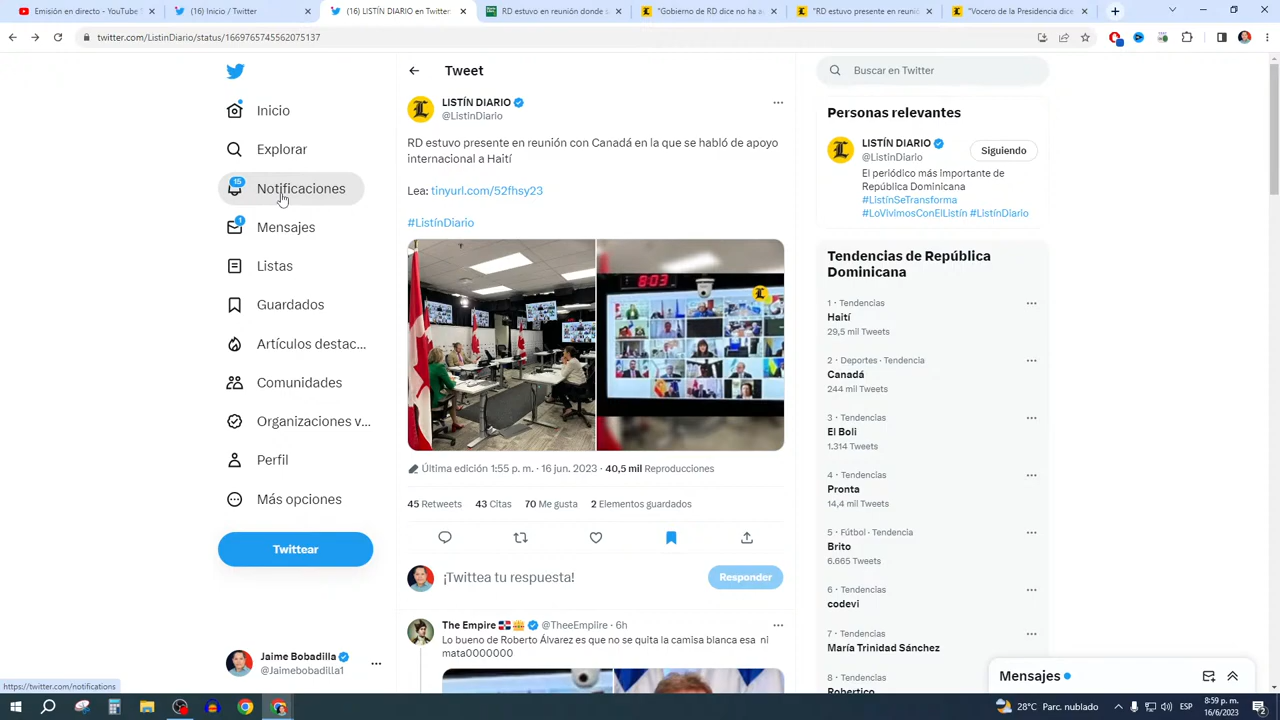 Emisión en directo - YouTube
(16) Inicio / Twitter
(16) LISTÍN DIARIO en Twitter
RD estuvo en reunión donde s
"Gobierno de RD dice no ha a
"RD estuvo presente en reunió
"Vocero de la Presidencia dice
twitter.com/ListinDiario/status/1669765745562075137
Inicio
Explorar
15
Notificaciones
1
Mensajes
Listas
Guardados
Artículos destac...
Comunidades
Organizaciones v...
Perfil
Más opciones
Twittear
Jaime Bobadilla
@Jaimebobadilla1
Tweet
LISTÍN DIARIO
@ListinDiario
RD estuvo presente en reunión con Canadá en la que se habló de apoyo
internacional a Haití
Lea: tinyurl.com/52fhsy23
#ListínDiario
8:03
Última edición 1:55 p. m. · 16 jun. 2023 · 40,5 mil Reproducciones
45 Retweets 43 Citas 70 Me gusta 2 Elementos guardados
¡Twittea tu respuesta!
Responder
The Empire @TheeEmpiire · 6h
Lo bueno de Roberto Álvarez es que no se quita la camisa blanca esa ni
mata0000000
Buscar en Twitter
Personas relevantes
LISTÍN DIARIO
@ListinDiario
Siguiendo
El periódico más importante de
República Dominicana
#ListínSeTransforma
#LoVivimosConElListín #ListínDiario
Tendencias de República
Dominicana
1 · Tendencias
Haití
29,5 mil Tweets
2 · Deportes · Tendencia
Canadá
244 mil Tweets
3 · Tendencias
El Boli
1.314 Tweets
4 · Tendencias
Pronta
14,4 mil Tweets
5 · Fútbol · Tendencia
Brito
6.665 Tweets
6 · Tendencias
codevi
7 · Tendencias
María Trinidad Sánchez
8 · Tendencias
Robertico
Mensajes
https://twitter.com/notifications
28°C Parc. nublado
ESP
8:59 p. m.
16/6/2023
2